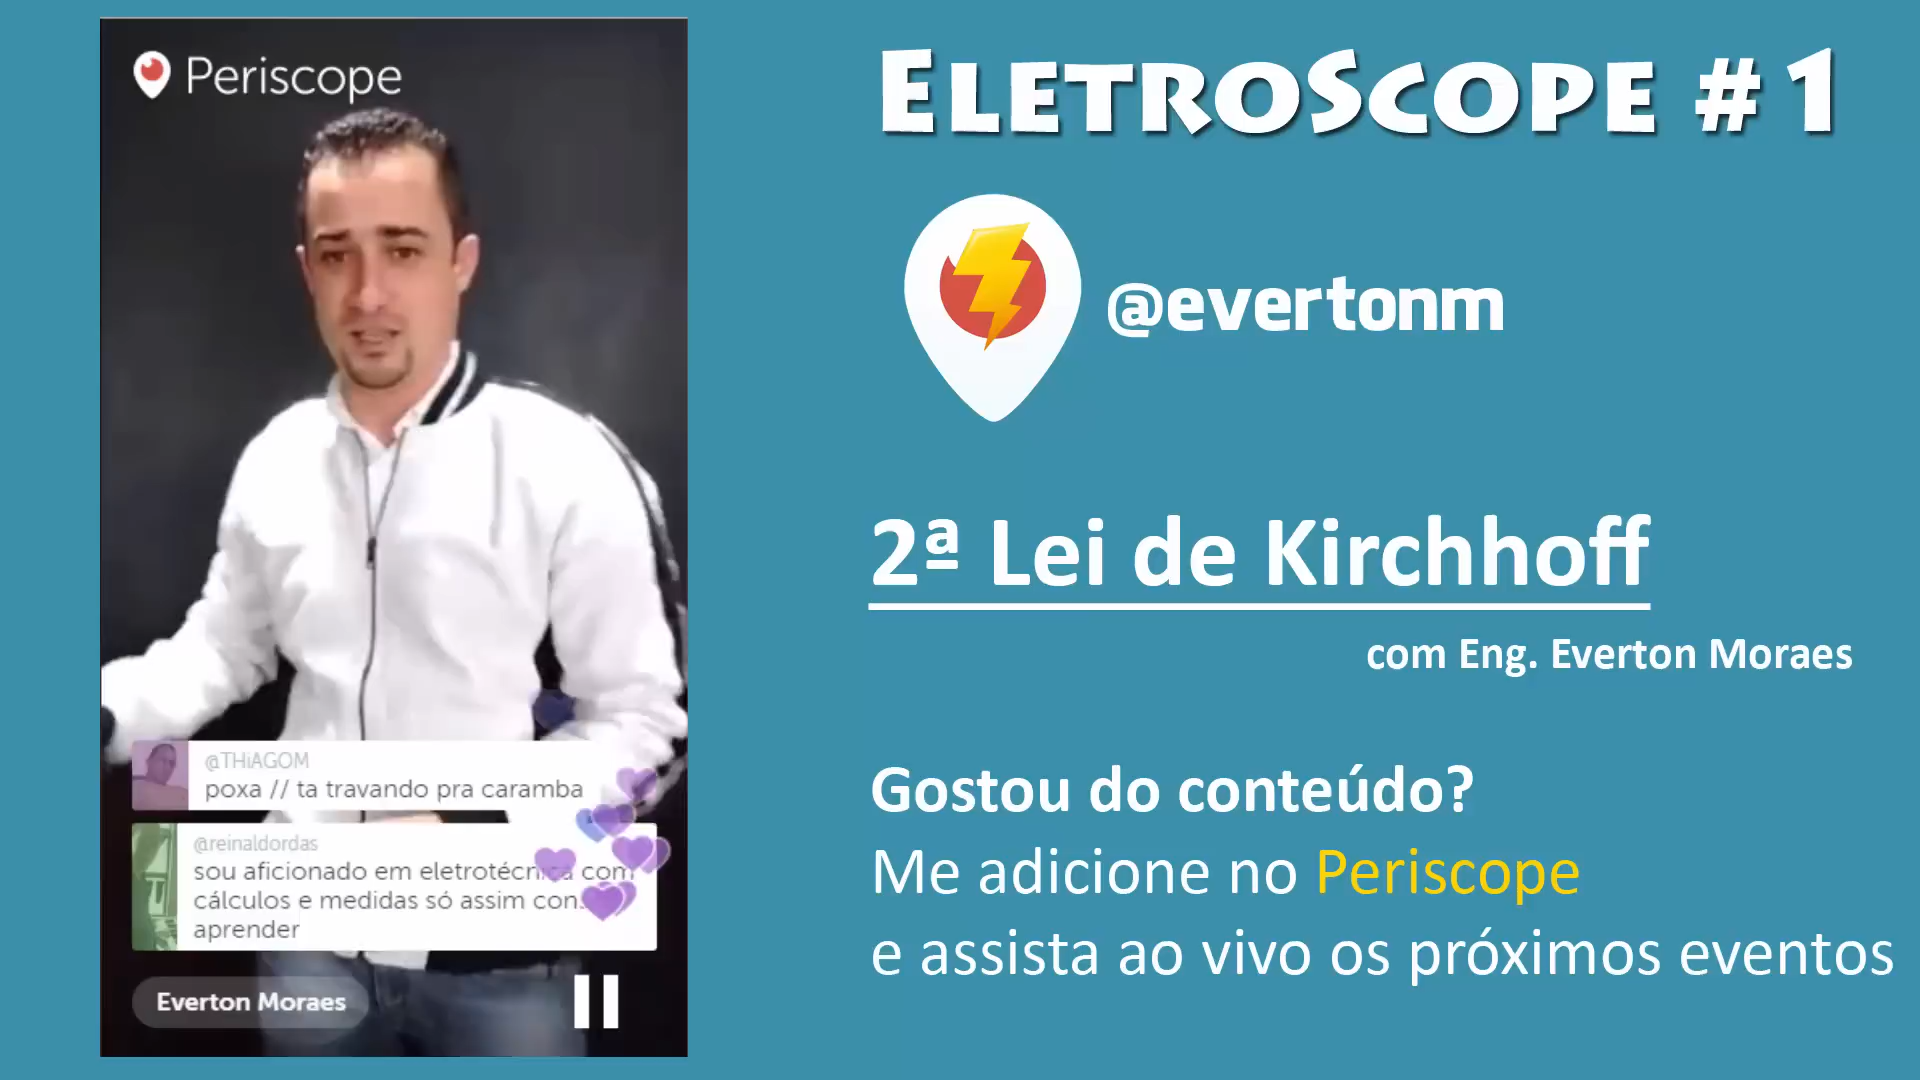 Periscope
@THiAGOM
poxa // ta travando pra caramba
@reinaldordas
sou aficionado em eletrotécnica com
cálculos e medidas só assim con
aprender
Everton Moraes
EletroScope #1
@evertonm
2ª Lei de Kirchhoff
com Eng. Everton Moraes
Gostou do conteúdo?
Me adicione no Periscope
e assista ao vivo os próximos eventos